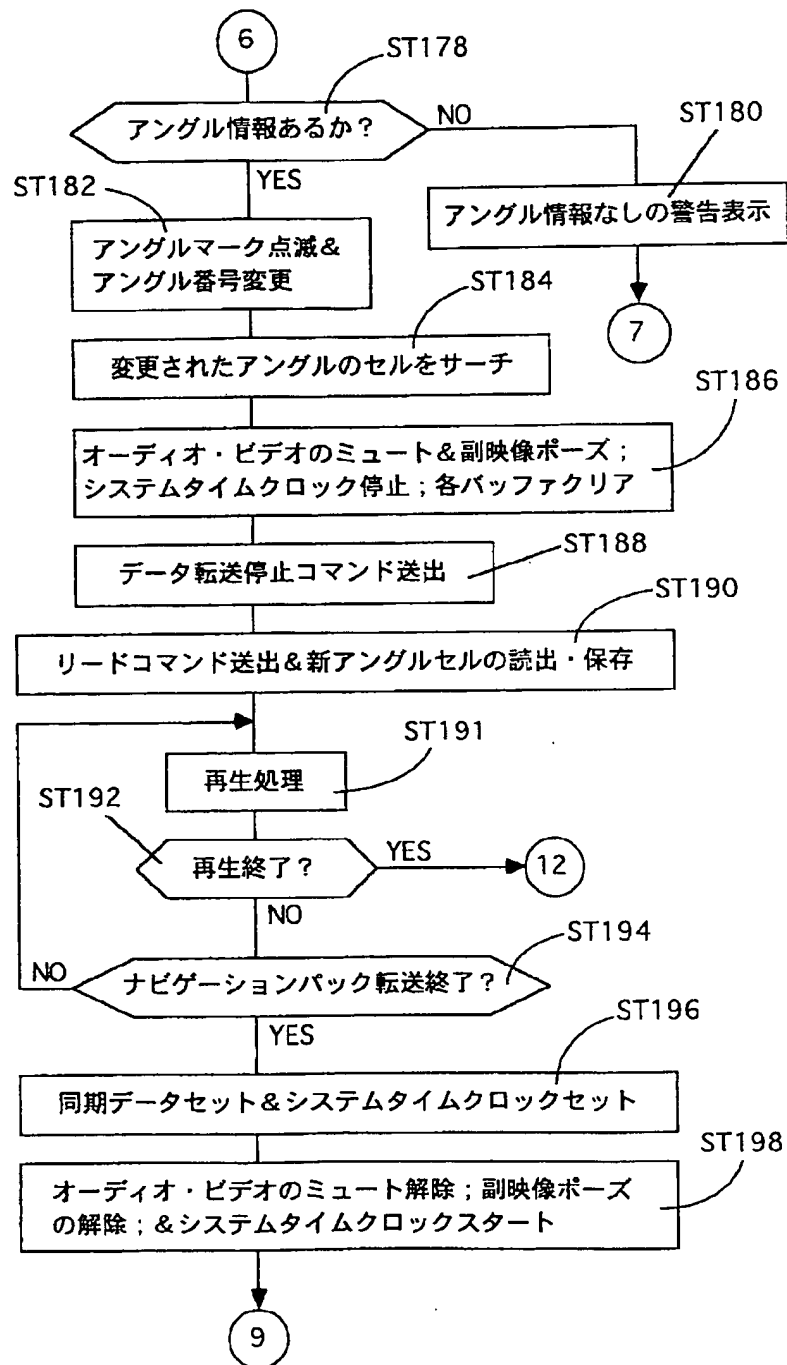 6
ST178
アングル情報あるか？
NO
ST180
YES
ST182
アングル情報なしの警告表示
アングルマーク点滅＆
アングル番号変更
7
ST184
変更されたアングルのセルをサーチ
ST186
オーディオ・ビデオのミュート＆副映像ポーズ；
システムタイムクロック停止；各バッファクリア
ST188
データ転送停止コマンド送出
ST190
リードコマンド送出＆新アングルセルの読出・保存
ST191
再生処理
ST192
再生終了？
YES
12
NO
ST194
NO
ナビゲーションパック転送終了？
YES
ST196
同期データセット＆システムタイムクロックセット
ST198
オーディオ・ビデオのミュート解除；副映像ポーズ
の解除；＆システムタイムクロックスタート
9